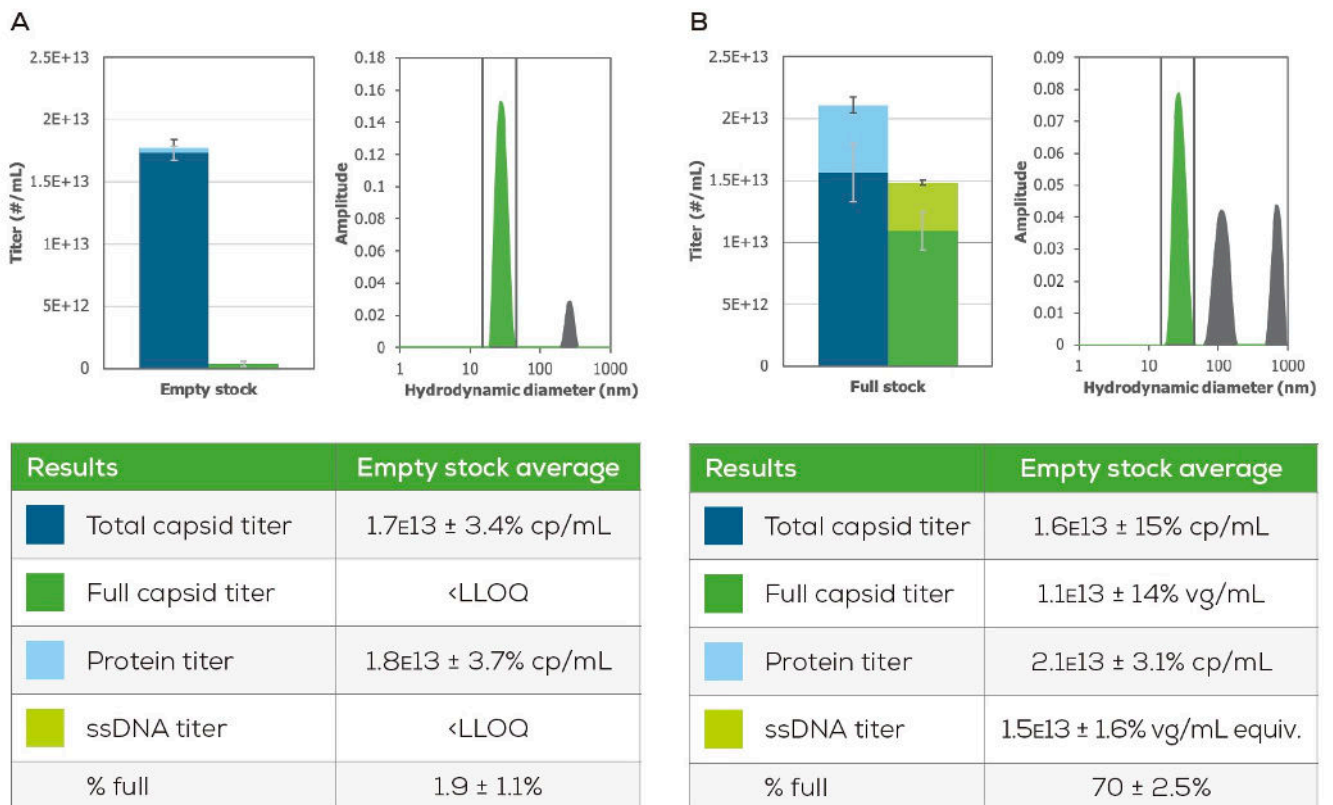 A
2.5E+13
2E+13
1.5E+13
1E+13
5E+12
0
Titer (#/mL)
Empty stock
0.18
0.16
0.14
0.12
0.1
0.08
0.06
0.04
0.02
0
Amplitude
1 10 100 1000
Hydrodynamic diameter (nm)
B
2.5E+13
2E+13
1.5E+13
1E+13
5E+12
0
Titer (#/mL)
Full stock
0.09
0.08
0.07
0.06
0.05
0.04
0.03
0.02
0.01
0.00
Amplitude
1 10 100 1000
Hydrodynamic diameter (nm)
Results Empty stock average
Total capsid titer 1.7E13 ± 3.4% cp/mL
Full capsid titer <LLOQ
Protein titer 1.8E13 ± 3.7% cp/mL
ssDNA titer <LLOQ
% full 1.9 ± 1.1%
Results Empty stock average
Total capsid titer 1.6E13 ± 15% cp/mL
Full capsid titer 1.1E13 ± 14% vg/mL
Protein titer 2.1E13 ± 3.1% cp/mL
ssDNA titer 1.5E13 ± 1.6% vg/mL equiv.
% full 70 ± 2.5%